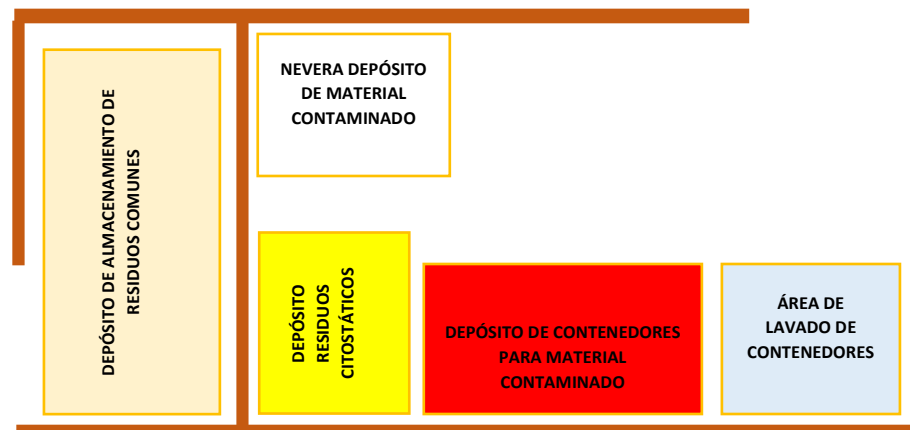 DEPÓSITO DE ALMACENAMIENTO DE
RESIDUOS COMUNES
NEVERA DEPÓSITO
DE MATERIAL
CONTAMINADO
DEPÓSITO
RESIDUOS
CITOSTÁTICOS
DEPÓSITO DE CONTENEDORES
PARA MATERIAL
CONTAMINADO
ÁREA DE
LAVADO DE
CONTENEDORES